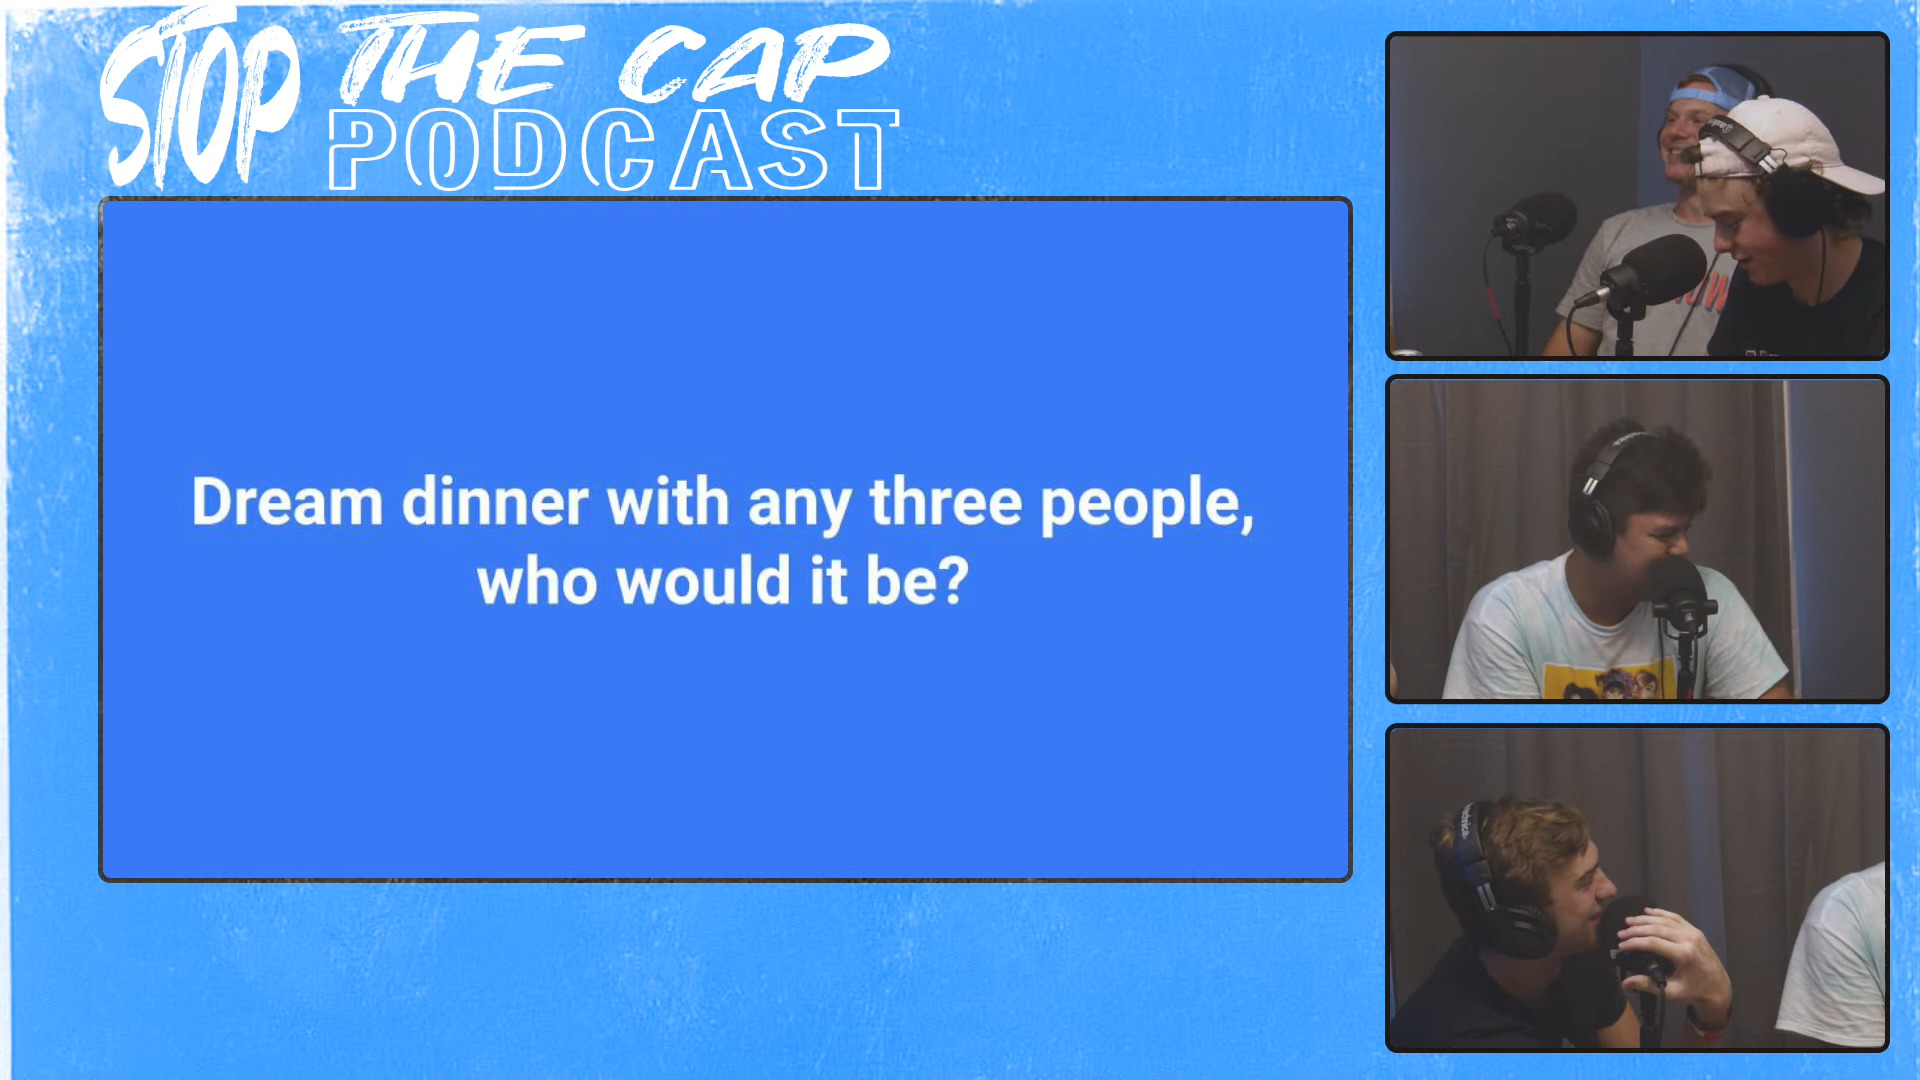 STOP THE CAP
PODCAST
Dream dinner with any three people,
who would it be?